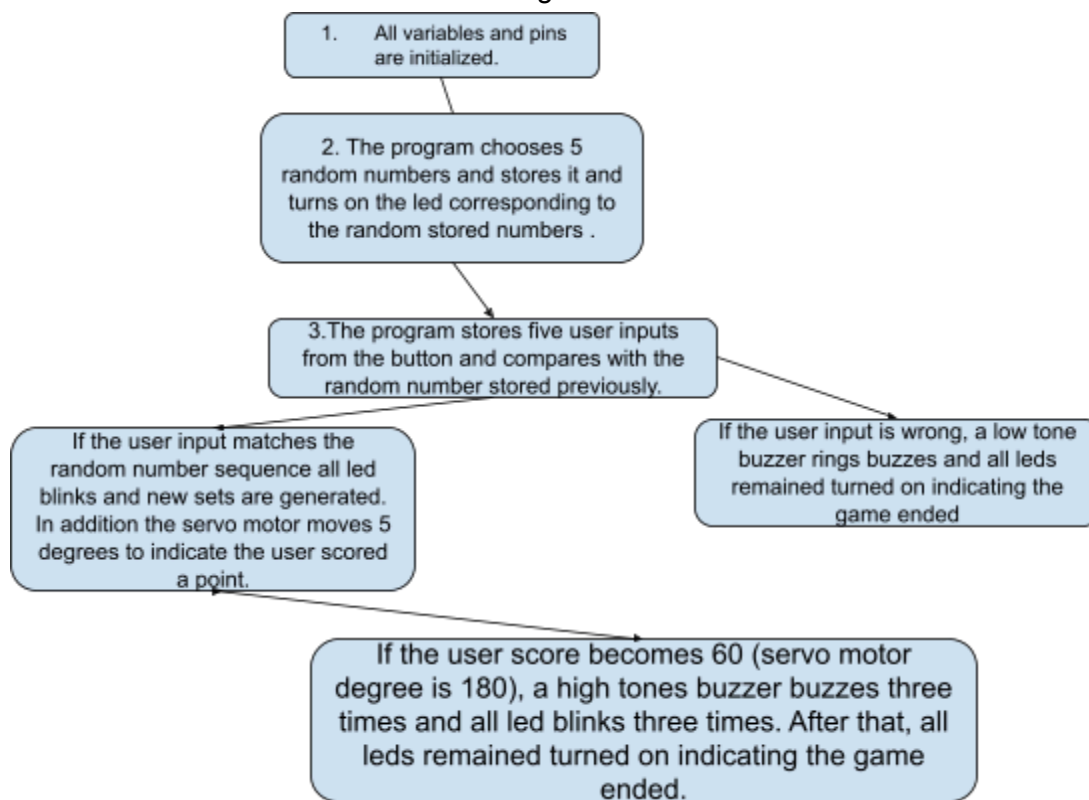 1. All variables and pins
are initialized.
2. The program chooses 5
random numbers and stores it and
turns on the led corresponding to
the random stored numbers .
3.The program stores five user inputs
from the button and compares with the
random number stored previously.
If the user input matches the
random number sequence all led
blinks and new sets are generated.
In addition the servo motor moves 5
degrees to indicate the user scored
a point.
If the user input is wrong, a low tone
buzzer rings buzzes and all leds
remained turned on indicating the
game ended
If the user score becomes 60 (servo motor
degree is 180), a high tones buzzer buzzes three
times and all led blinks three times. After that, all
leds remained turned on indicating the game
ended.